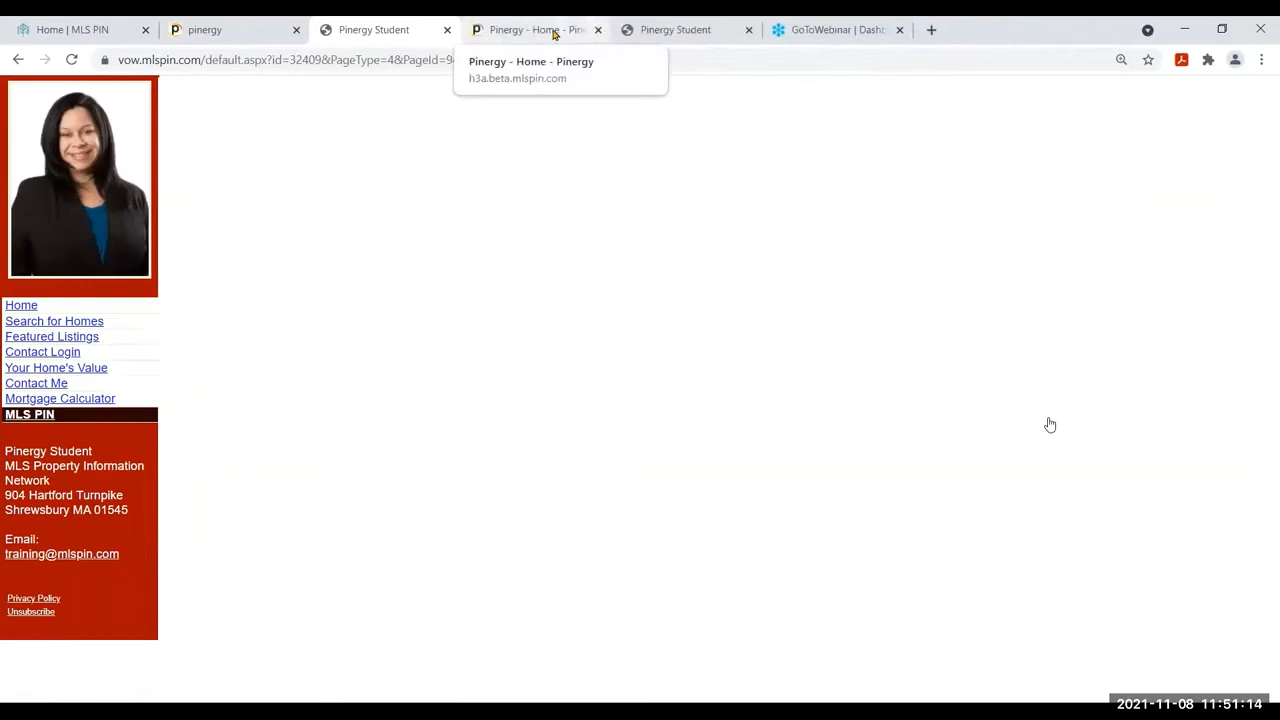 Home | MLS PIN
pinergy
Pinergy Student
Pinergy - Home - Pin
Pinergy Student
GoToWebinar | Dashb
vow.mlspin.com/default.aspx?id=32409&PageType=4&PageId=9
Pinergy - Home - Pinergy
h3a.beta.mlspin.com
Home
Search for Homes
Featured Listings
Contact Login
Your Home's Value
Contact Me
Mortgage Calculator
MLS PIN
Pinergy Student
MLS Property Information
Network
904 Hartford Turnpike
Shrewsbury MA 01545
Email:
training@mlspin.com
Privacy Policy
Unsubscribe
2021-11-08 11:51:14